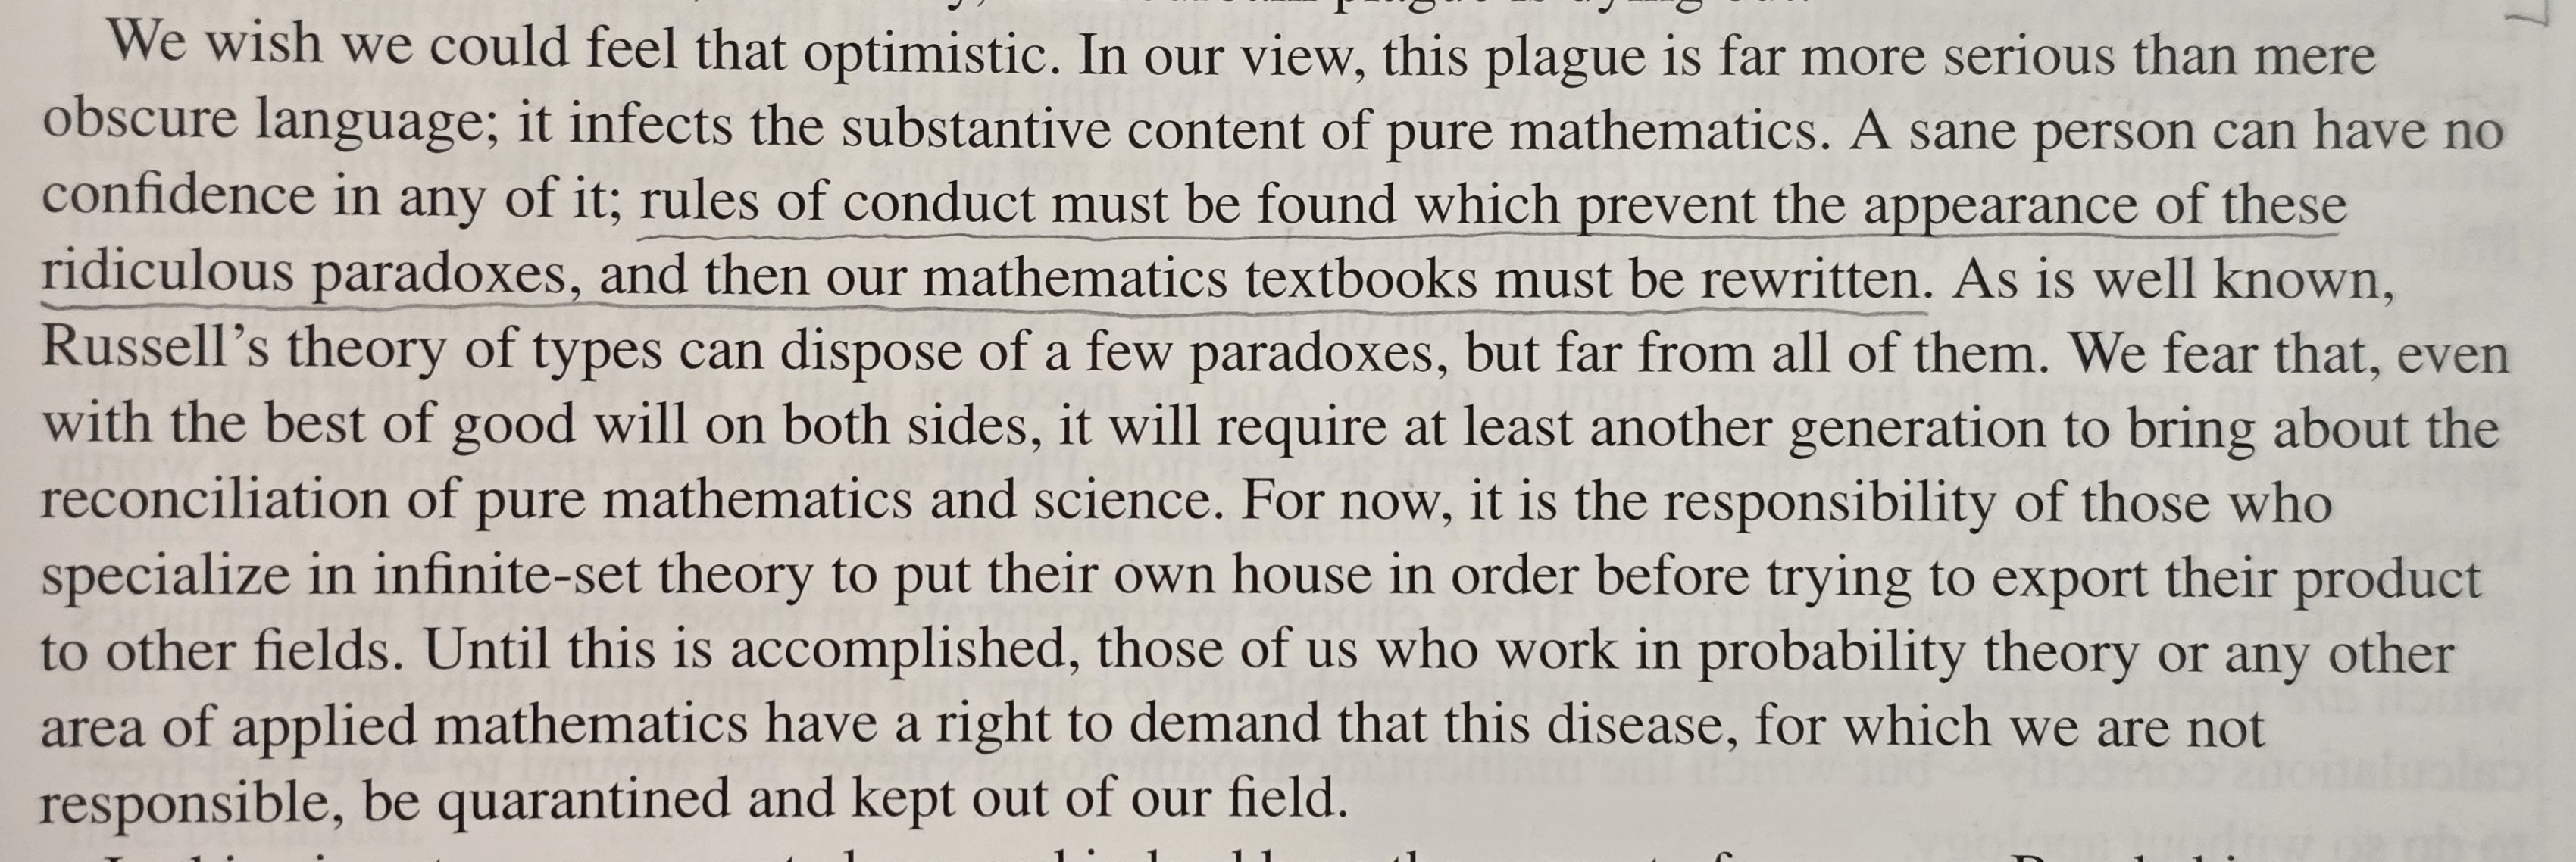 We wish we could feel that optimistic. In our view, this plague is far more serious than mere
obscure language; it infects the substantive content of pure mathematics. A sane person can have no
confidence in any of it; rules of conduct must be found which prevent the appearance of these
ridiculous paradoxes, and then our mathematics textbooks must be rewritten. As is well known,
Russell’s theory of types can dispose of a few paradoxes, but far from all of them. We fear that, even
with the best of good will on both sides, it will require at least another generation to bring about the
reconciliation of pure mathematics and science. For now, it is the responsibility of those who
specialize in infinite-set theory to put their own house in order before trying to export their product
to other fields. Until this is accomplished, those of us who work in probability theory or any other
area of applied mathematics have a right to demand that this disease, for which we are not
responsible, be quarantined and kept out of our field.